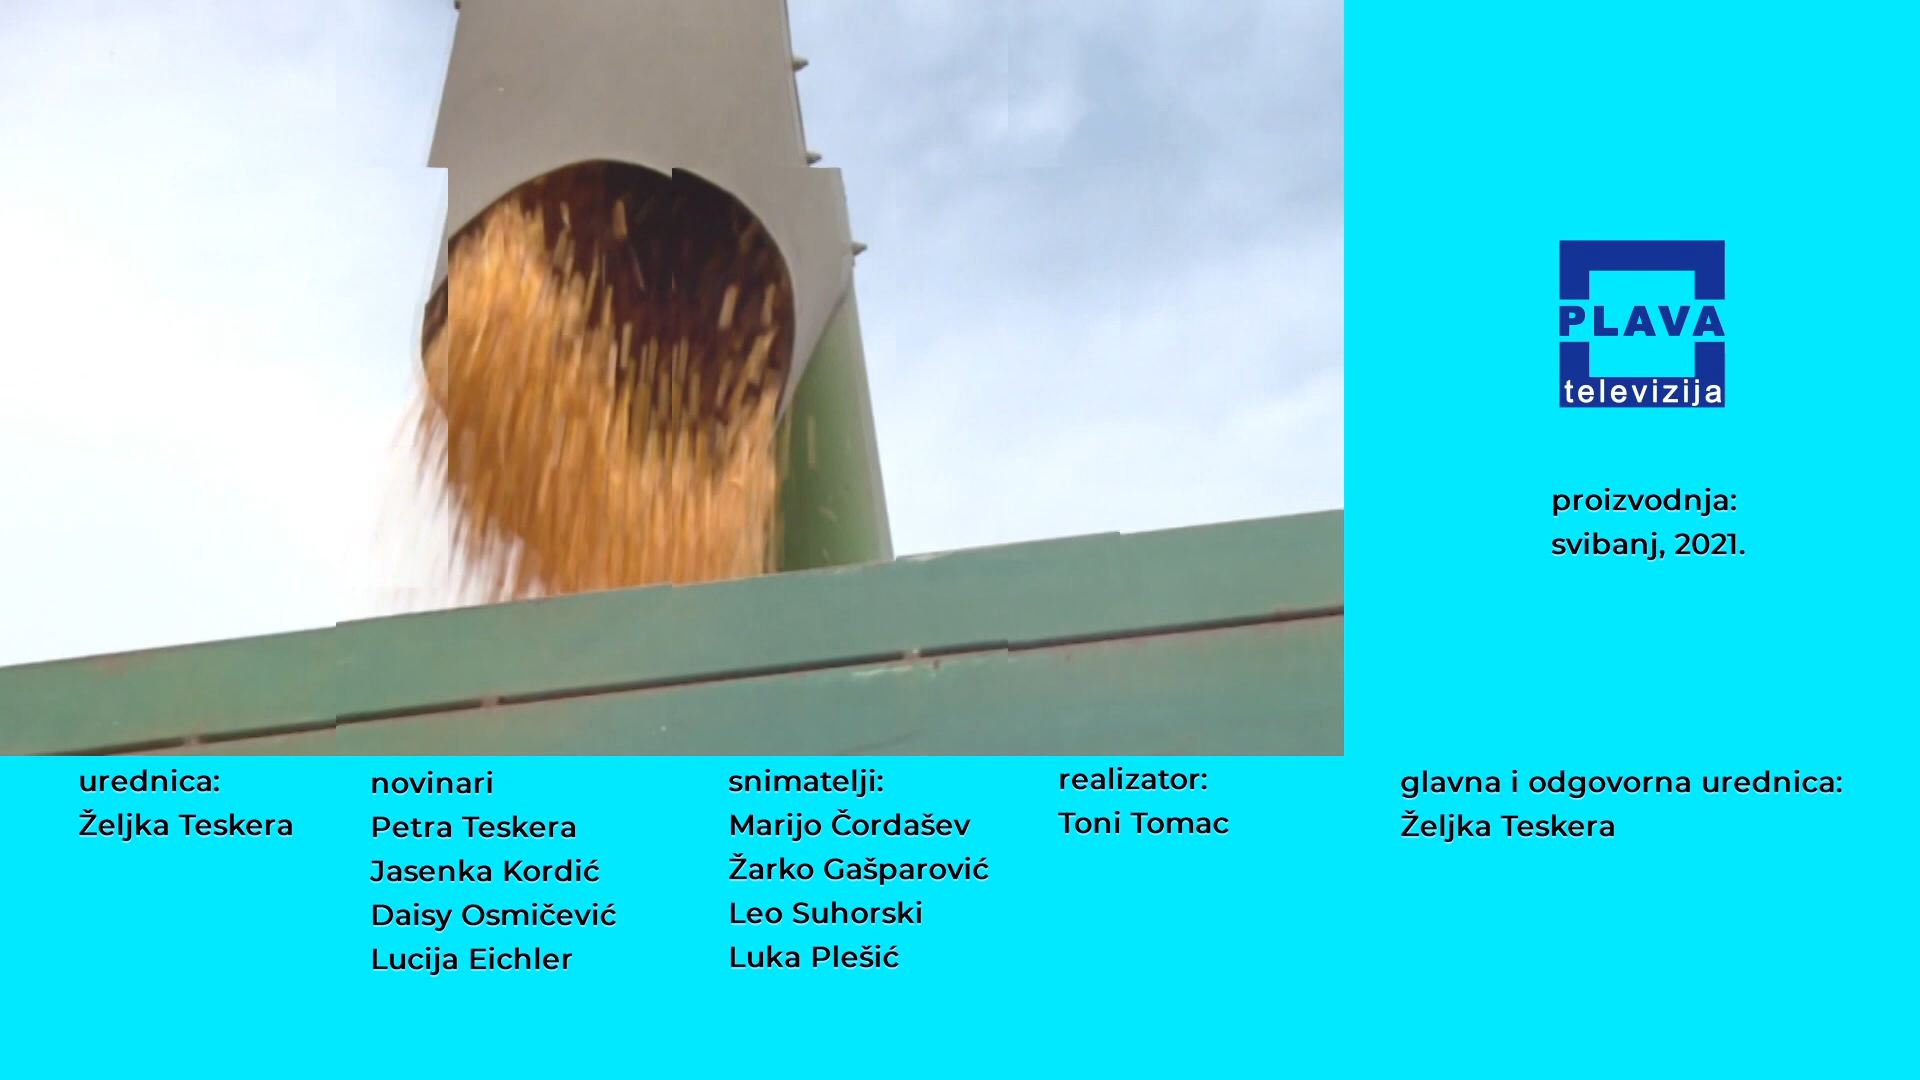 PLAVA
televizija
proizvodnja:
svibanj, 2021.
urednica:
Željka Teskera
novinari
Petra Teskera
Jasenka Kordić
Daisy Osmičević
Lucija Eichler
snimatelji:
Marijo Čordašev
Žarko Gašparović
Leo Suhorski
Luka Plešić
realizator:
Toni Tomac
glavna i odgovorna urednica:
Željka Teskera